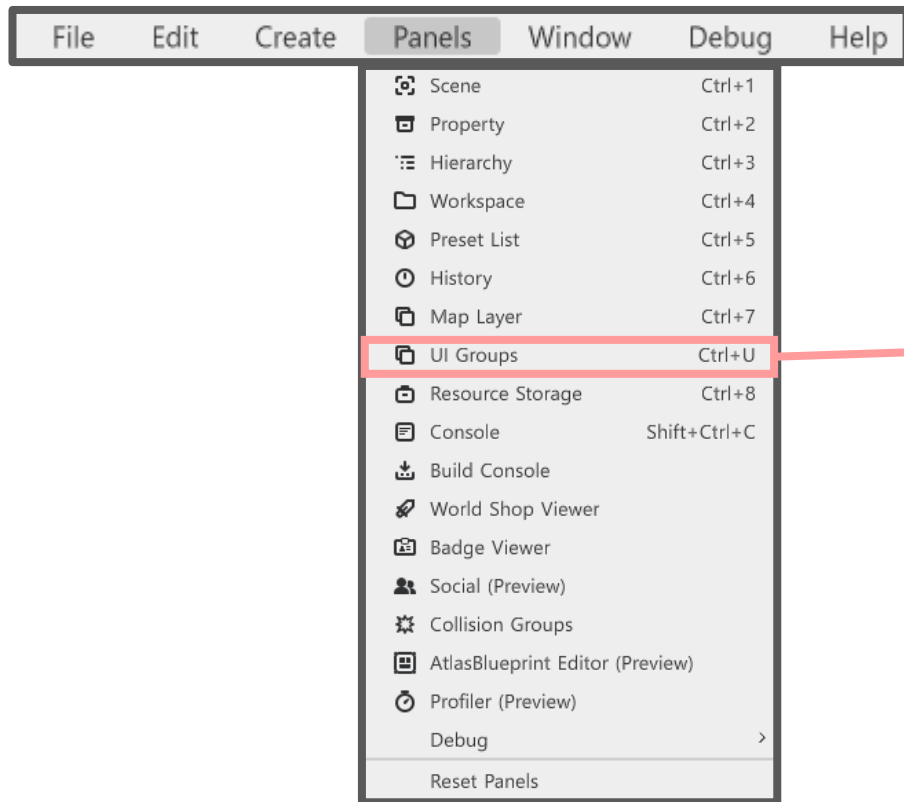 File Edit Create Panels Window Debug Help
Scene Ctrl+1
Property Ctrl+2
Hierarchy Ctrl+3
Workspace Ctrl+4
Preset List Ctrl+5
History Ctrl+6
Map Layer Ctrl+7
UI Groups Ctrl+U
Resource Storage Ctrl+8
Console Shift+Ctrl+C
Build Console
World Shop Viewer
Badge Viewer
Social (Preview)
Collision Groups
AtlasBlueprint Editor (Preview)
Profiler (Preview)
Debug
Reset Panels